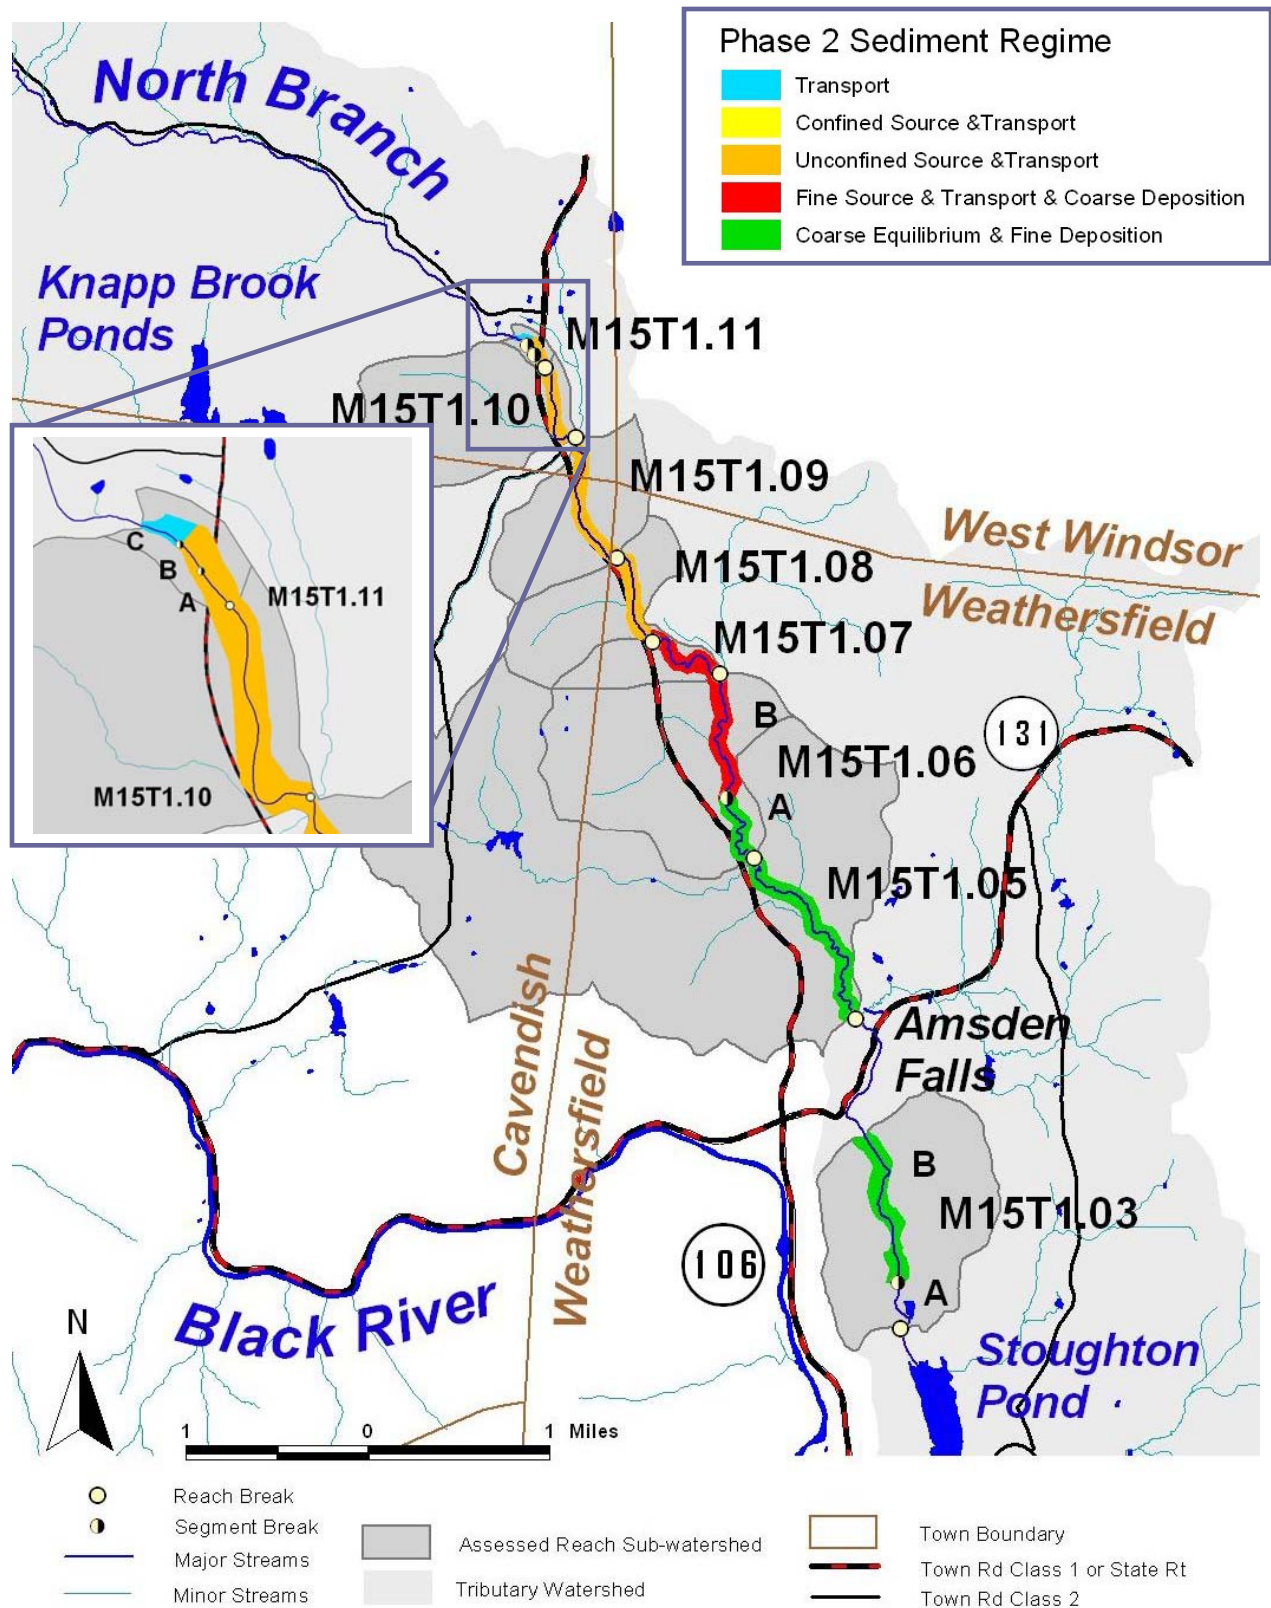 Phase 2 Sediment Regime
Transport
Confined Source &Transport
Unconfined Source &Transport
Fine Source & Transport & Coarse Deposition
Coarse Equilibrium & Fine Deposition
North Branch
Knapp Brook
Ponds
M15T1.11
M15T1.10
M15T1.09
C
B
A
M15T1.11
M15T1.10
West Windsor
Weathersfield
M15T1.08
M15T1.07
B
M15T1.06
A
131
M15T1.05
Cavendish
Weathersfield
Amsden
Falls
B
M15T1.03
A
106
Black River
Stoughton
Pond
N
1 0 1 Miles
Reach Break
Segment Break
Major Streams
Minor Streams
Assessed Reach Sub-watershed
Tributary Watershed
Town Boundary
Town Rd Class 1 or State Rt
Town Rd Class 2